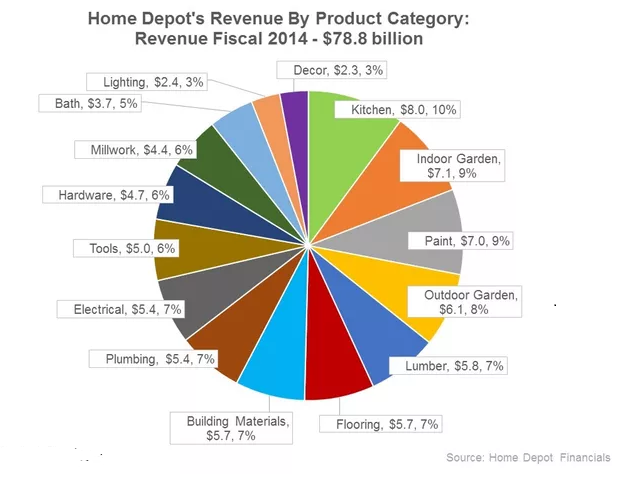 Home Depot's Revenue By Product Category:
Revenue Fiscal 2014 - $78.8 billion
Decor, $2.3, 3%
Kitchen, $8.0, 10%
Indoor Garden,
$7.1, 9%
Paint, $7.0, 9%
Outdoor Garden,
$6.1, 8%
Lumber, $5.8, 7%
Flooring, $5.7, 7%
Building Materials,
$5.7, 7%
Plumbing, $5.4, 7%
Electrical, $5.4, 7%
Tools, $5.0, 6%
Hardware, $4.7, 6%
Millwork, $4.4, 6%
Bath, $3.7, 5%
Lighting, $2.4, 3%
Source: Home Depot Financials